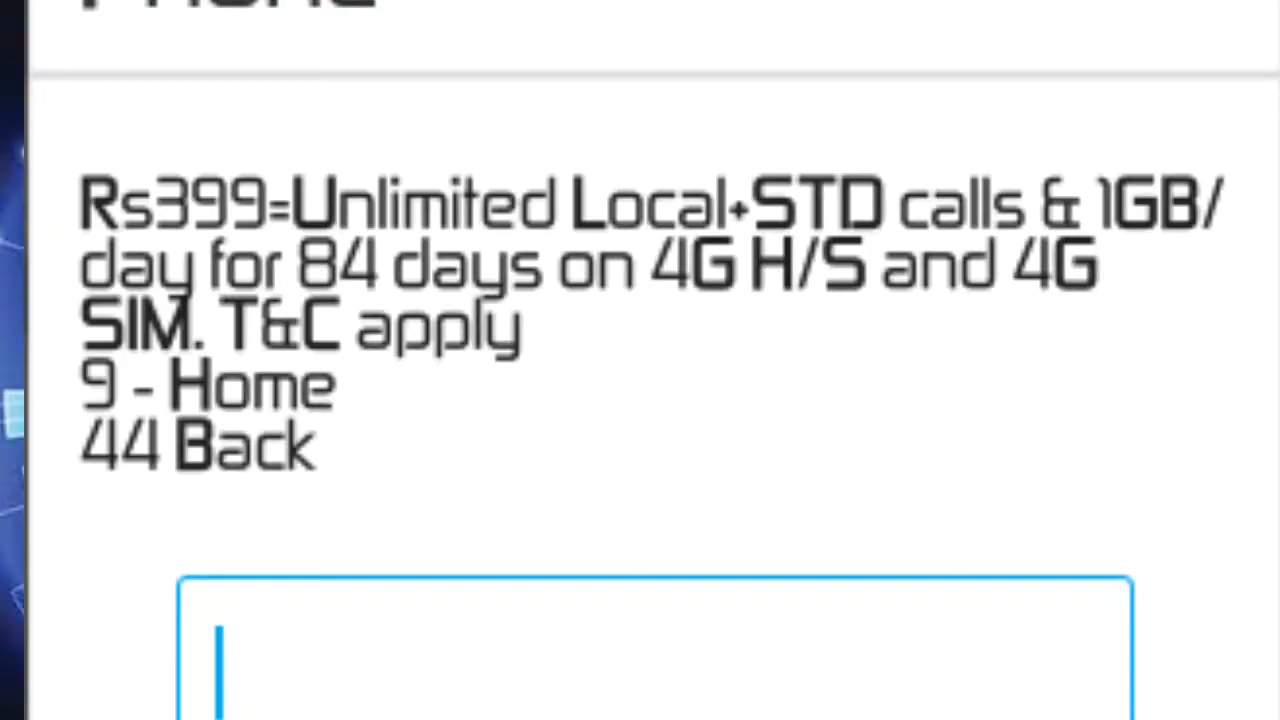 PHONE
Rs399=Unlimited Local+STD calls & 1GB/
day for 84 days on 4G H/S and 4G
SIM. T&C apply
9 - Home
44 Back